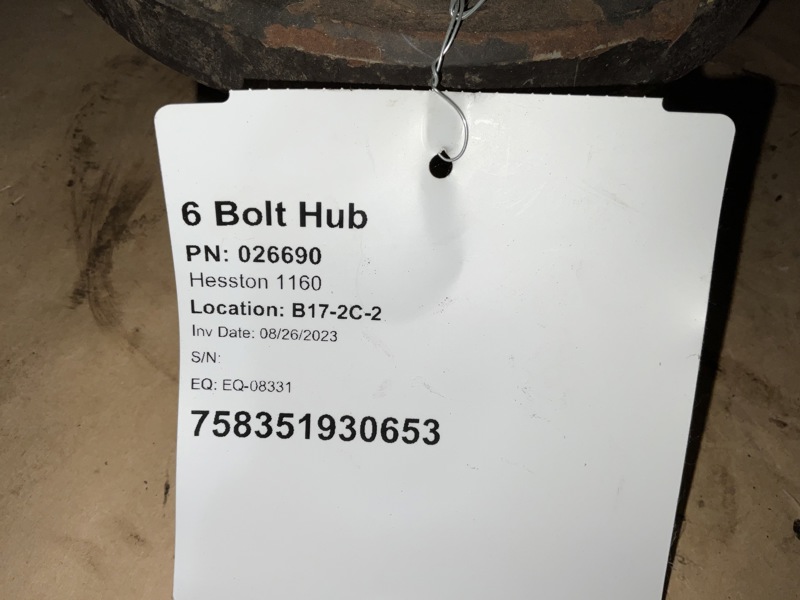 6 Bolt Hub
PN: 026690
Hesston 1160
Location: B17-2C-2
Inv Date: 08/26/2023
S/N:
EQ: EQ-08331
758351930653